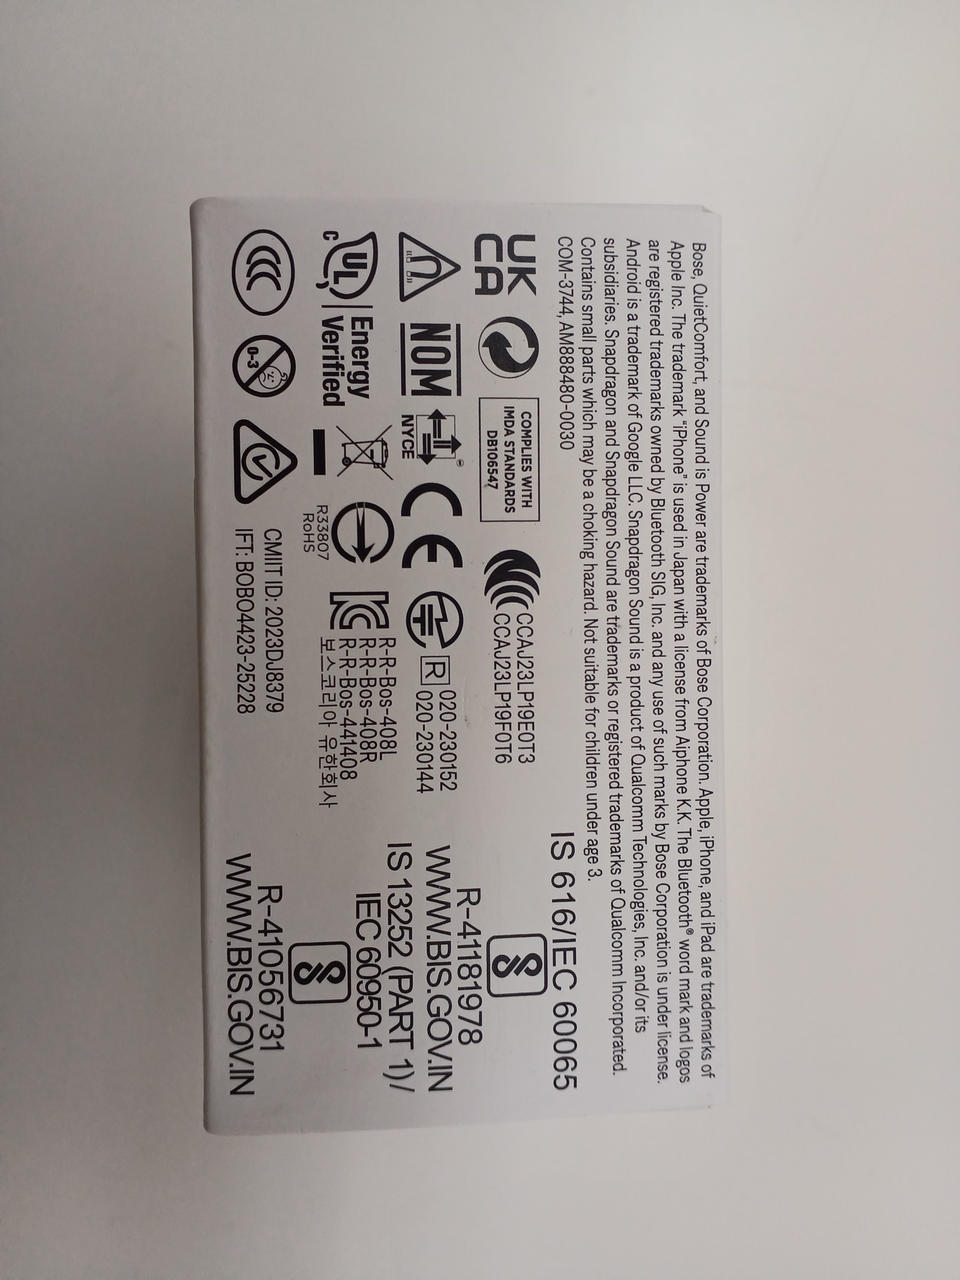 Bose, QuietComfort, and Sound is Power are trademarks of Bose Corporation. Apple, iPhone, and iPad are trademarks of
Apple Inc. The trademark "iPhone" is used in Japan with a license from Aiphone K.K. The Bluetooth® word mark and logos
are registered trademarks owned by Bluetooth SIG, Inc. and any use of such marks by Bose Corporation is under license.
Android is a trademark of Google LLC. Snapdragon Sound is a product of Qualcomm Technologies, Inc. and/or its
subsidiaries. Snapdragon and Snapdragon Sound are trademarks or registered trademarks of Qualcomm Incorporated.
Contains small parts which may be a choking hazard. Not suitable for children under age 3.
COM-3744, AM888480-0030
UK
CA
COMPLIES WITH
IMDA STANDARDS
DB106547
CCAJ23LP19E0T3
CCAJ23LP19F0T6
IS 616/IEC 60065
R-41181978
WWW.BIS.GOV.IN
NOM
NYCE
CE
R
020-230152
020-230144
c UL Energy
Verified
R33807
RoHS
R-R-Bos-408L
R-R-Bos-408R
R-R-Bos-441408
보스코리아 유한회사
IS 13252 (PART 1)/
IEC 60950-1
R-41056731
WWW.BIS.GOV.IN
0-3
CMIIT ID: 2023DJ8379
IFT: BOBO4423-25228